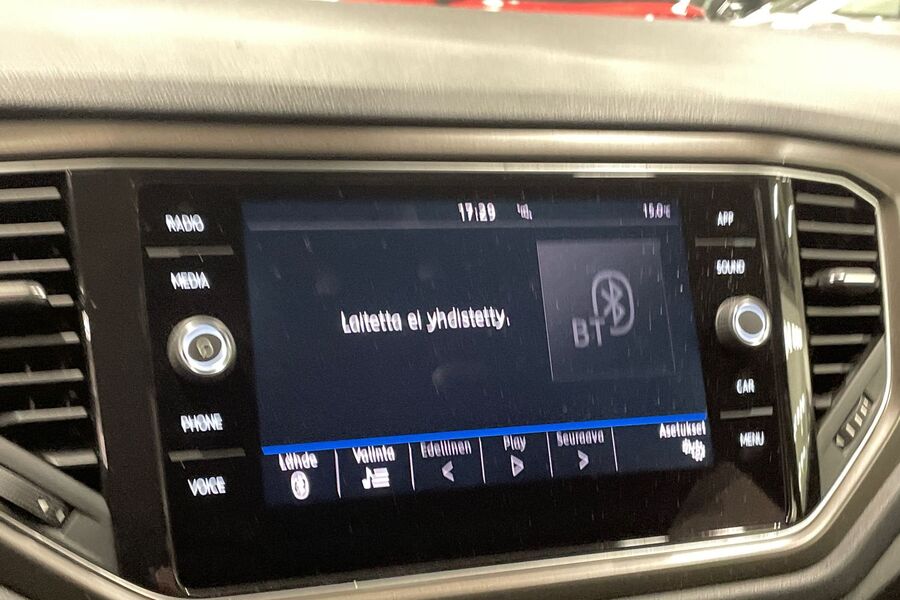 RADIO
MEDIA
PHONE
VOICE
17:29
15.0°C
Laitetta ei yhdistetty.
BT
Lähde
Valinta
Edellinen
Play
Seuraava
Asetukset
APP
SOUND
CAR
MENU